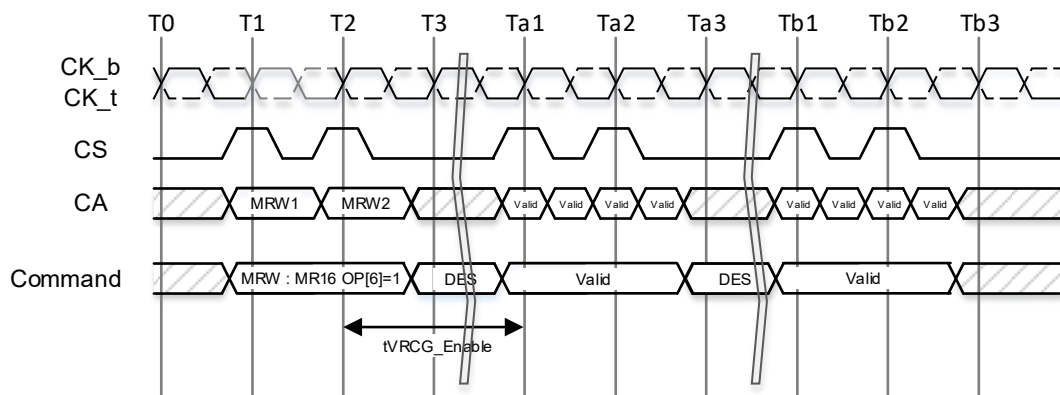 T0 T1 T2 T3 Ta1 Ta2 Ta3 Tb1 Tb2 Tb3
CK_b
CK_t
CS
CA MRW1 MRW2 Valid Valid Valid Valid Valid Valid Valid Valid
Command MRW : MR16 OP[6]=1 DES Valid DES Valid
tVRCG_Enable